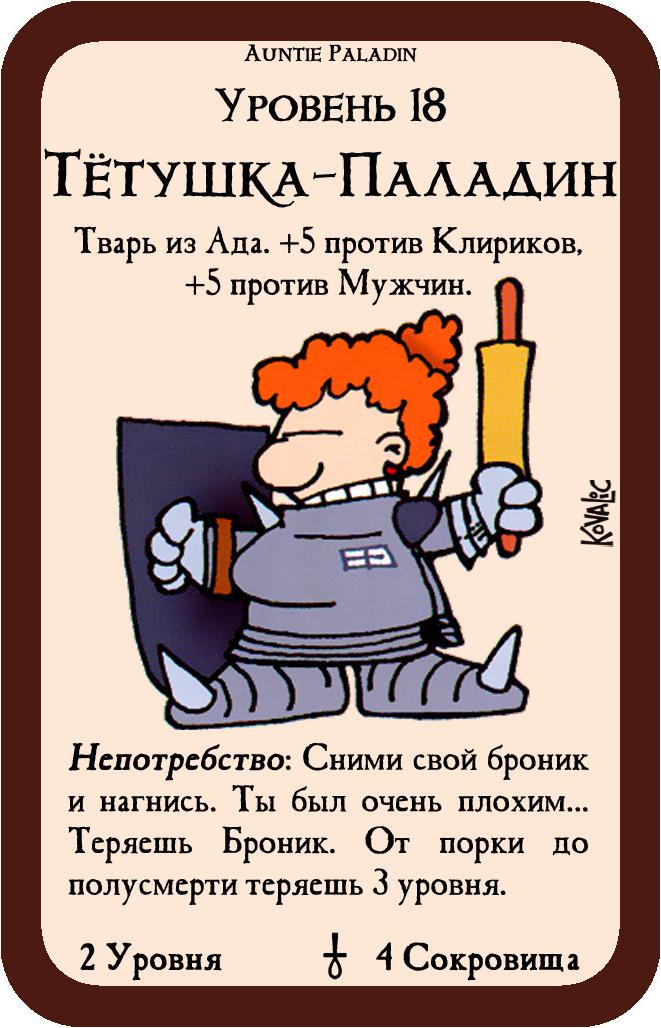 Auntie Paladin
Уровень 18
Тётушка-Паладин
Тварь из Ада. +5 против Клириков,
+5 против Мужчин.
Kovalic
Непотребство: Сними свой броник
и нагнись. Ты был очень плохим...
Теряешь Броник. От порки до
полусмерти теряешь 3 уровня.
2 Уровня 4 Сокровища